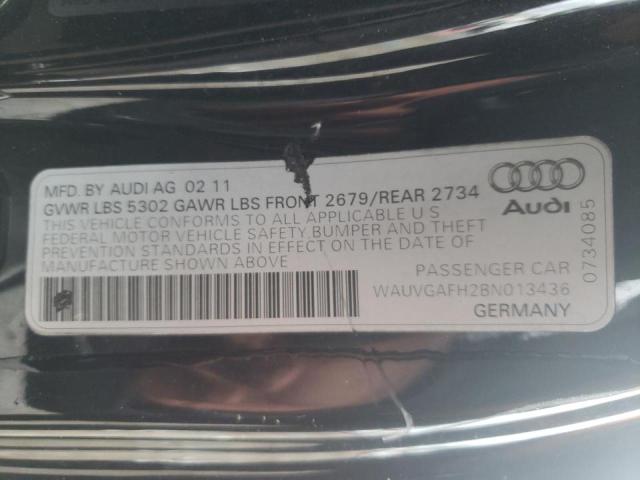 MFD. BY AUDI AG 02 11
GVWR LBS 5302 GAWR LBS FRONT 2679/REAR 2734
THIS VEHICLE CONFORMS TO ALL APPLICABLE U S
FEDERAL MOTOR VEHICLE SAFETY BUMPER AND THEFT
PREVENTION STANDARDS IN EFFECT ON THE DATE OF
MANUFACTURE SHOWN ABOVE
PASSENGER CAR
WAUVGAFH2BN013436
GERMANY
Audi
0734085